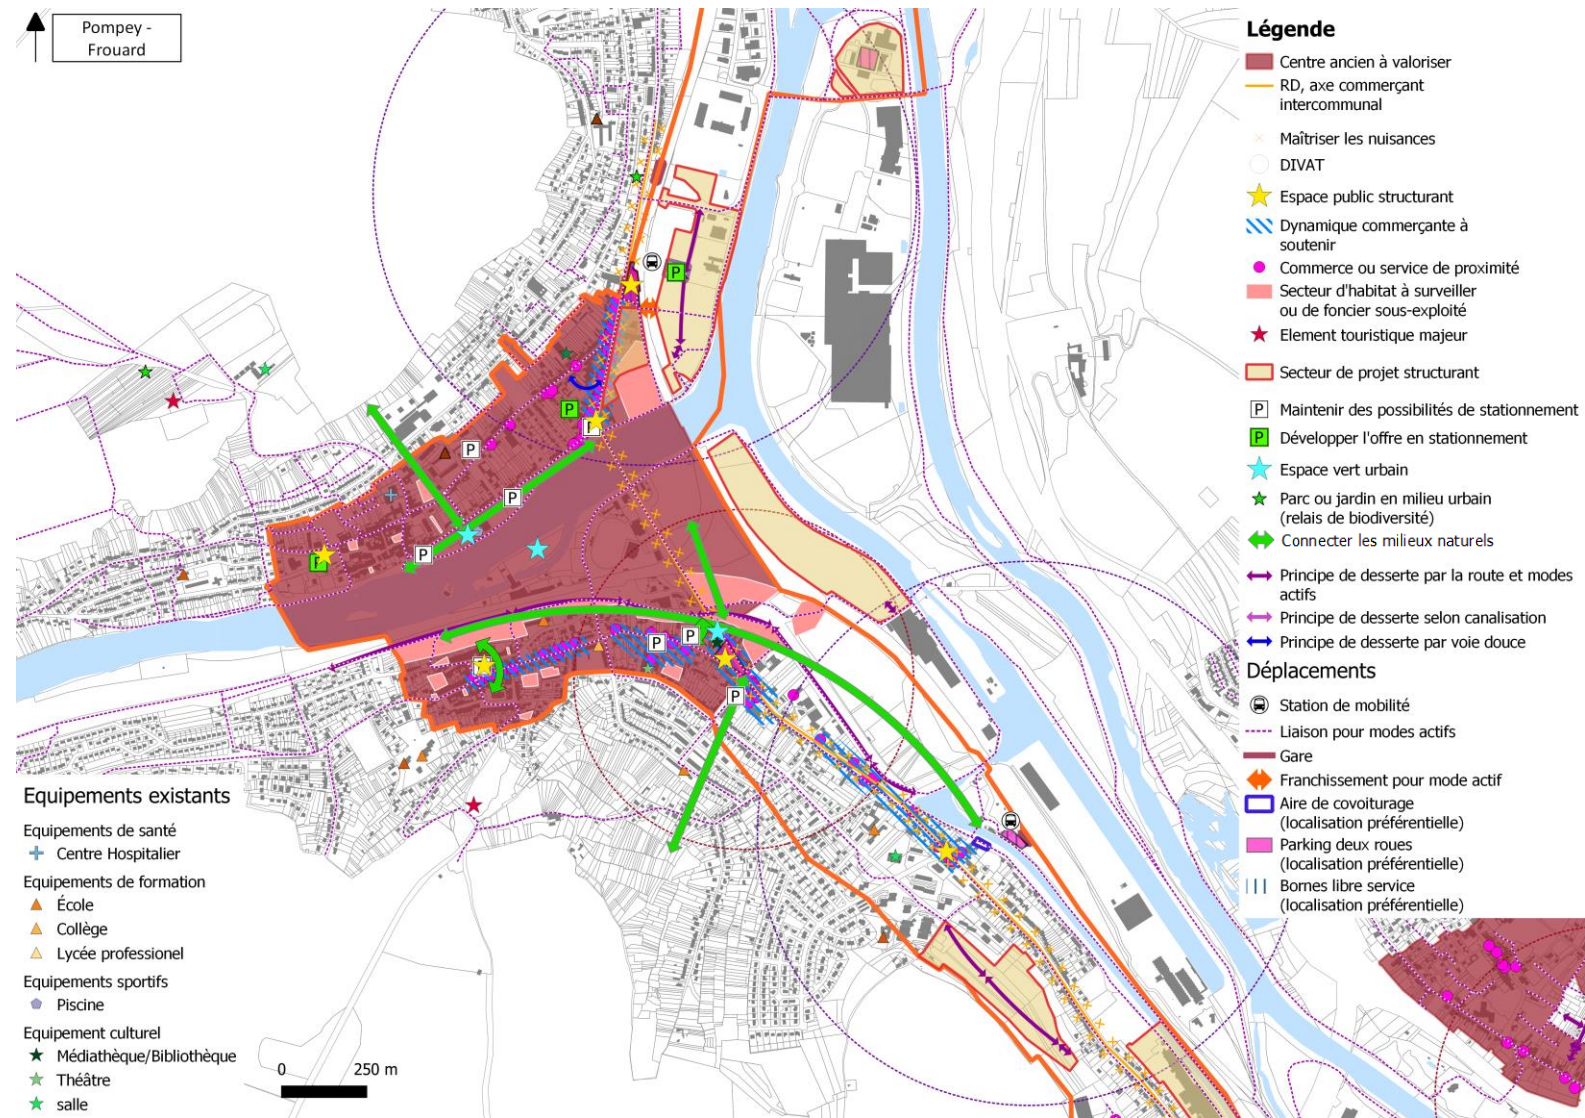 Pompey -
Frouard
Légende
Centre ancien à valoriser
RD, axe commerçant
intercommunal
Maîtriser les nuisances
DIVAT
Espace public structurant
Dynamique commerçante à
soutenir
Commerce ou service de proximité
Secteur d'habitat à surveiller
ou de foncier sous-exploité
Element touristique majeur
Secteur de projet structurant
P Maintenir des possibilités de stationnement
P Développer l'offre en stationnement
Espace vert urbain
Parc ou jardin en milieu urbain
(relais de biodiversité)
Connecter les milieux naturels
Principe de desserte par la route et modes
actifs
Principe de desserte selon canalisation
Principe de desserte par voie douce
Déplacements
Station de mobilité
Liaison pour modes actifs
Gare
Franchissement pour mode actif
Aire de covoiturage
(localisation préférentielle)
Parking deux roues
(localisation préférentielle)
Bornes libre service
(localisation préférentielle)
P
P
P
P
P
P
P
P
P
P
P
Equipements existants
Equipements de santé
Centre Hospitalier
Equipements de formation
École
Collège
Lycée professionel
Equipements sportifs
Piscine
Equipement culturel
Médiathèque/Bibliothèque
Théâtre
salle
0 250 m